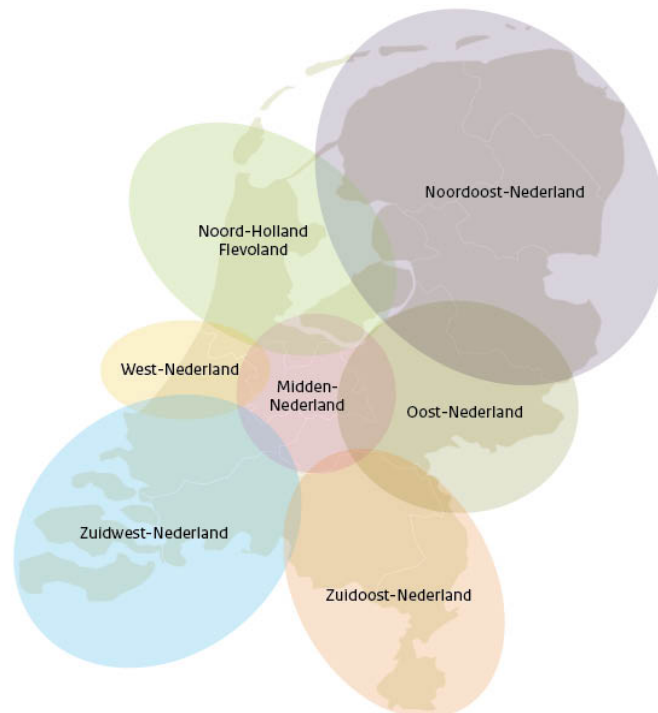 Noordoost-Nederland
Noord-Holland
Flevoland
West-Nederland
Midden-
Nederland
Oost-Nederland
Zuidwest-Nederland
Zuidoost-Nederland